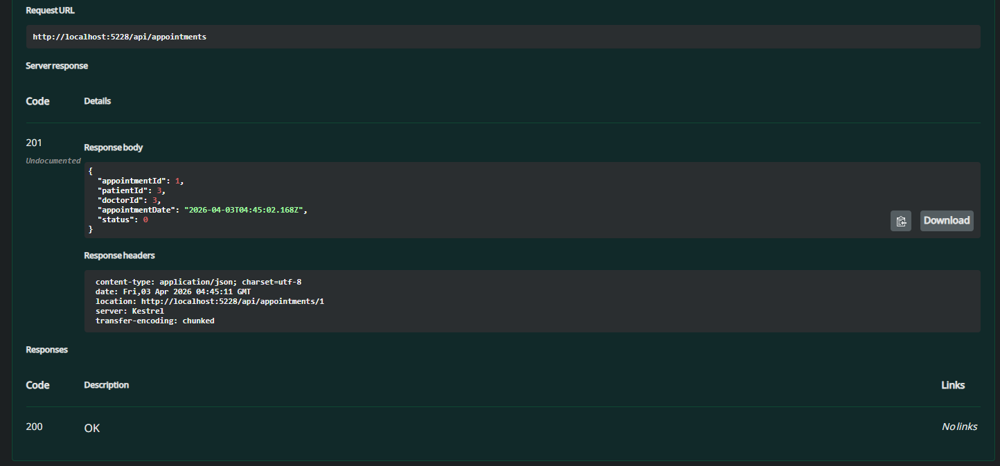 Request URL
http://localhost:5228/api/appointments
Server response
Code Details
201
Undocumented
Response body
{
  "appointmentId": 1,
  "patientId": 3,
  "doctorId": 3,
  "appointmentDate": "2026-04-03T04:45:02.168Z",
  "status": 0
}
Download
Response headers
content-type: application/json; charset=utf-8
date: Fri,03 Apr 2026 04:45:11 GMT
location: http://localhost:5228/api/appointments/1
server: Kestrel
transfer-encoding: chunked
Responses
Code Description Links
200 OK No links